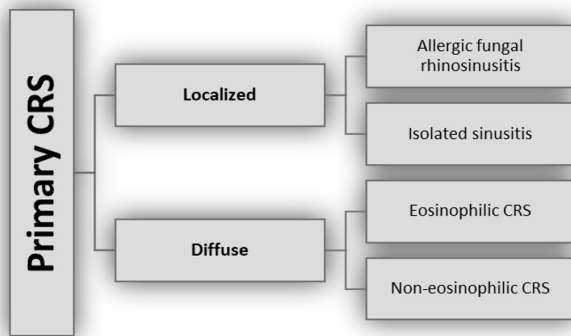 Primary CRS
Localized
Allergic fungal
rhinosinusitis
Isolated sinusitis
Diffuse
Eosinophilic CRS
Non-eosinophilic CRS